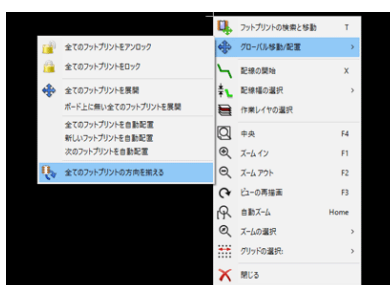 全てのフットプリントをアンロック
全てのフットプリントをロック
全てのフットプリントを展開
ボード上に無い全てのフットプリントを展開
全てのフットプリントを自動配置
新しいフットプリントを自動配置
次のフットプリントを自動配置
全てのフットプリントの方向を揃える
フットプリントの検索と移動 T
グローバル移動/配置 >
配線の開始 X
配線幅の選択 >
作業レイヤの選択
中央 F4
ズームイン F1
ズームアウト F2
ビューの再描画 F3
自動ズーム Home
ズームの選択 >
グリッドの選択: >
閉じる